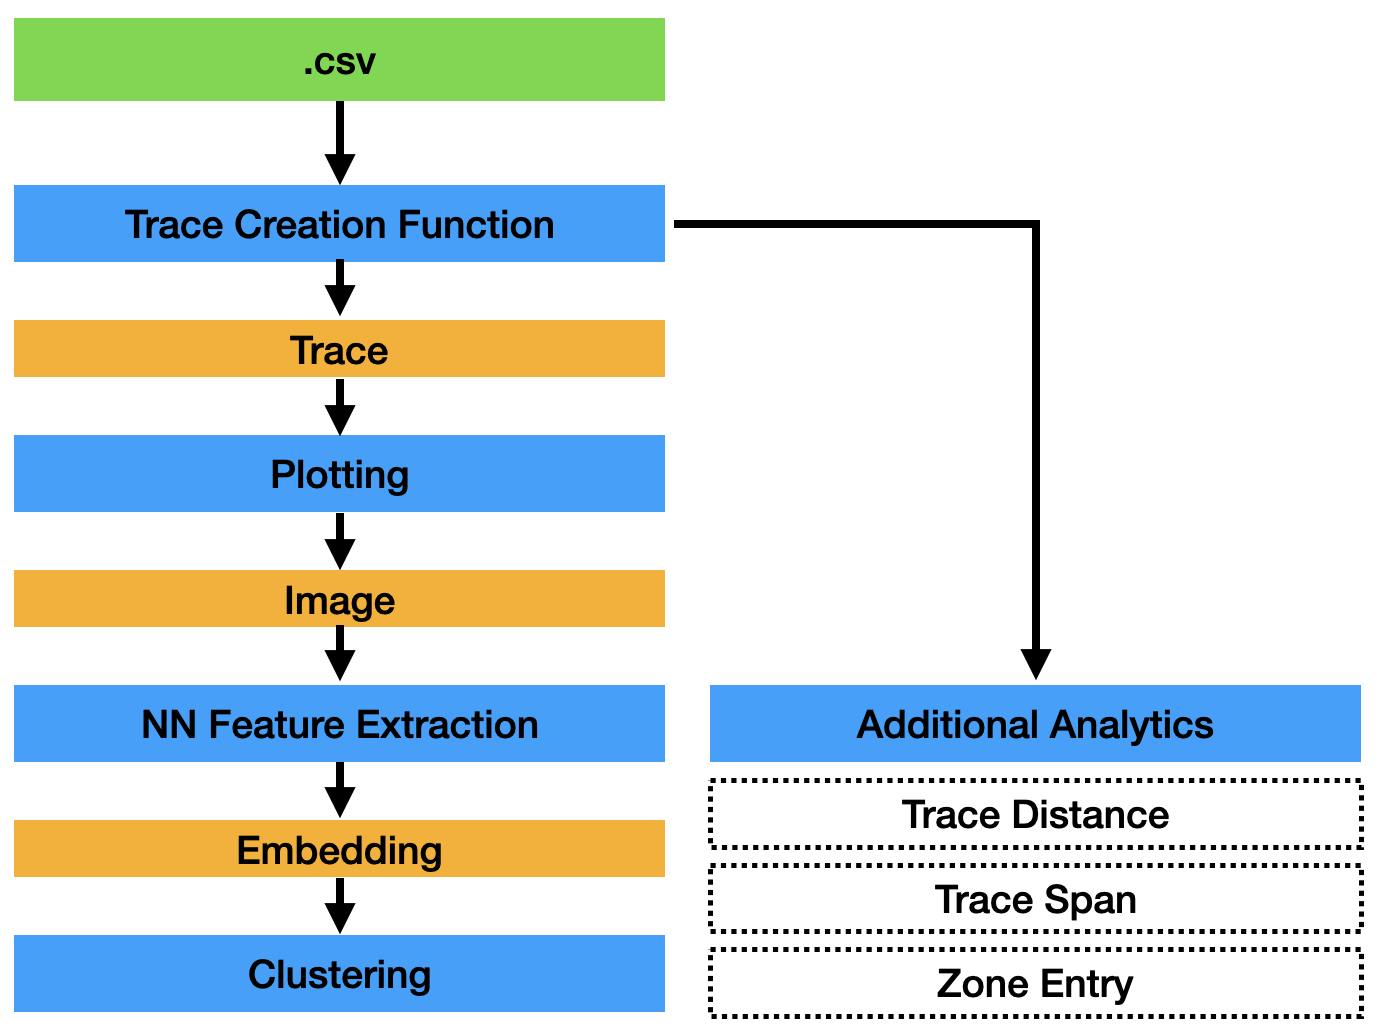 .csv
Trace Creation Function
Trace
Plotting
Image
NN Feature Extraction
Embedding
Clustering
Additional Analytics
Trace Distance
Trace Span
Zone Entry